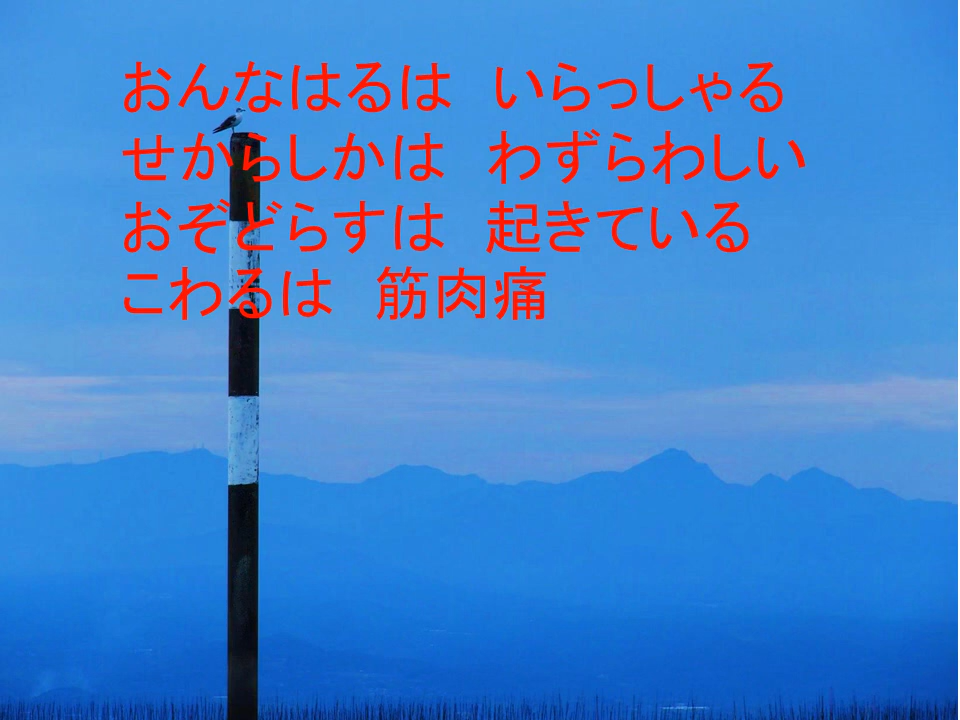 おんなはるは　いらっしゃる
せからしかは　わずらわしい
おぞどらすは　起きている
こわるは　筋肉痛